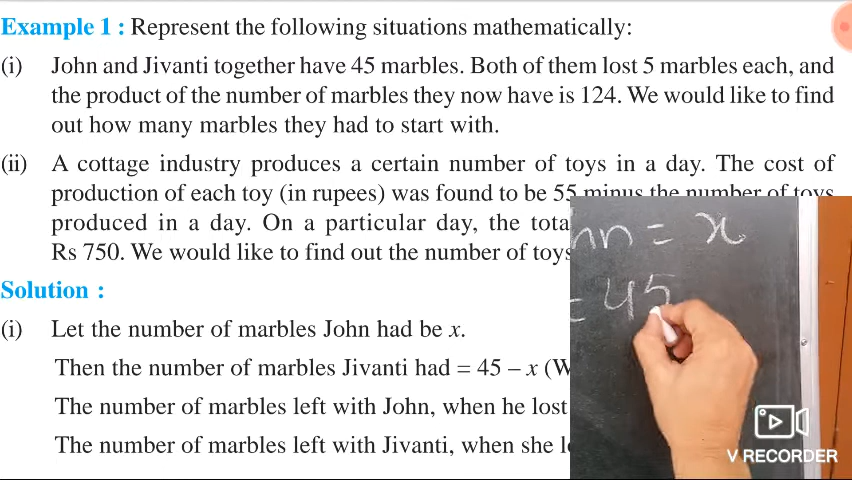 Example 1 : Represent the following situations mathematically:
(i) John and Jivanti together have 45 marbles. Both of them lost 5 marbles each, and
the product of the number of marbles they now have is 124. We would like to find
out how many marbles they had to start with.
(ii) A cottage industry produces a certain number of toys in a day. The cost of
production of each toy (in rupees) was found to be 55 minus the number of toys
produced in a day. On a particular day, the tota
Rs 750. We would like to find out the number of toys
Solution :
(i) Let the number of marbles John had be x.
Then the number of marbles Jivanti had = 45 – x (W
The number of marbles left with John, when he lost
The number of marbles left with Jivanti, when she l
hn = x
= 45
V RECORDER